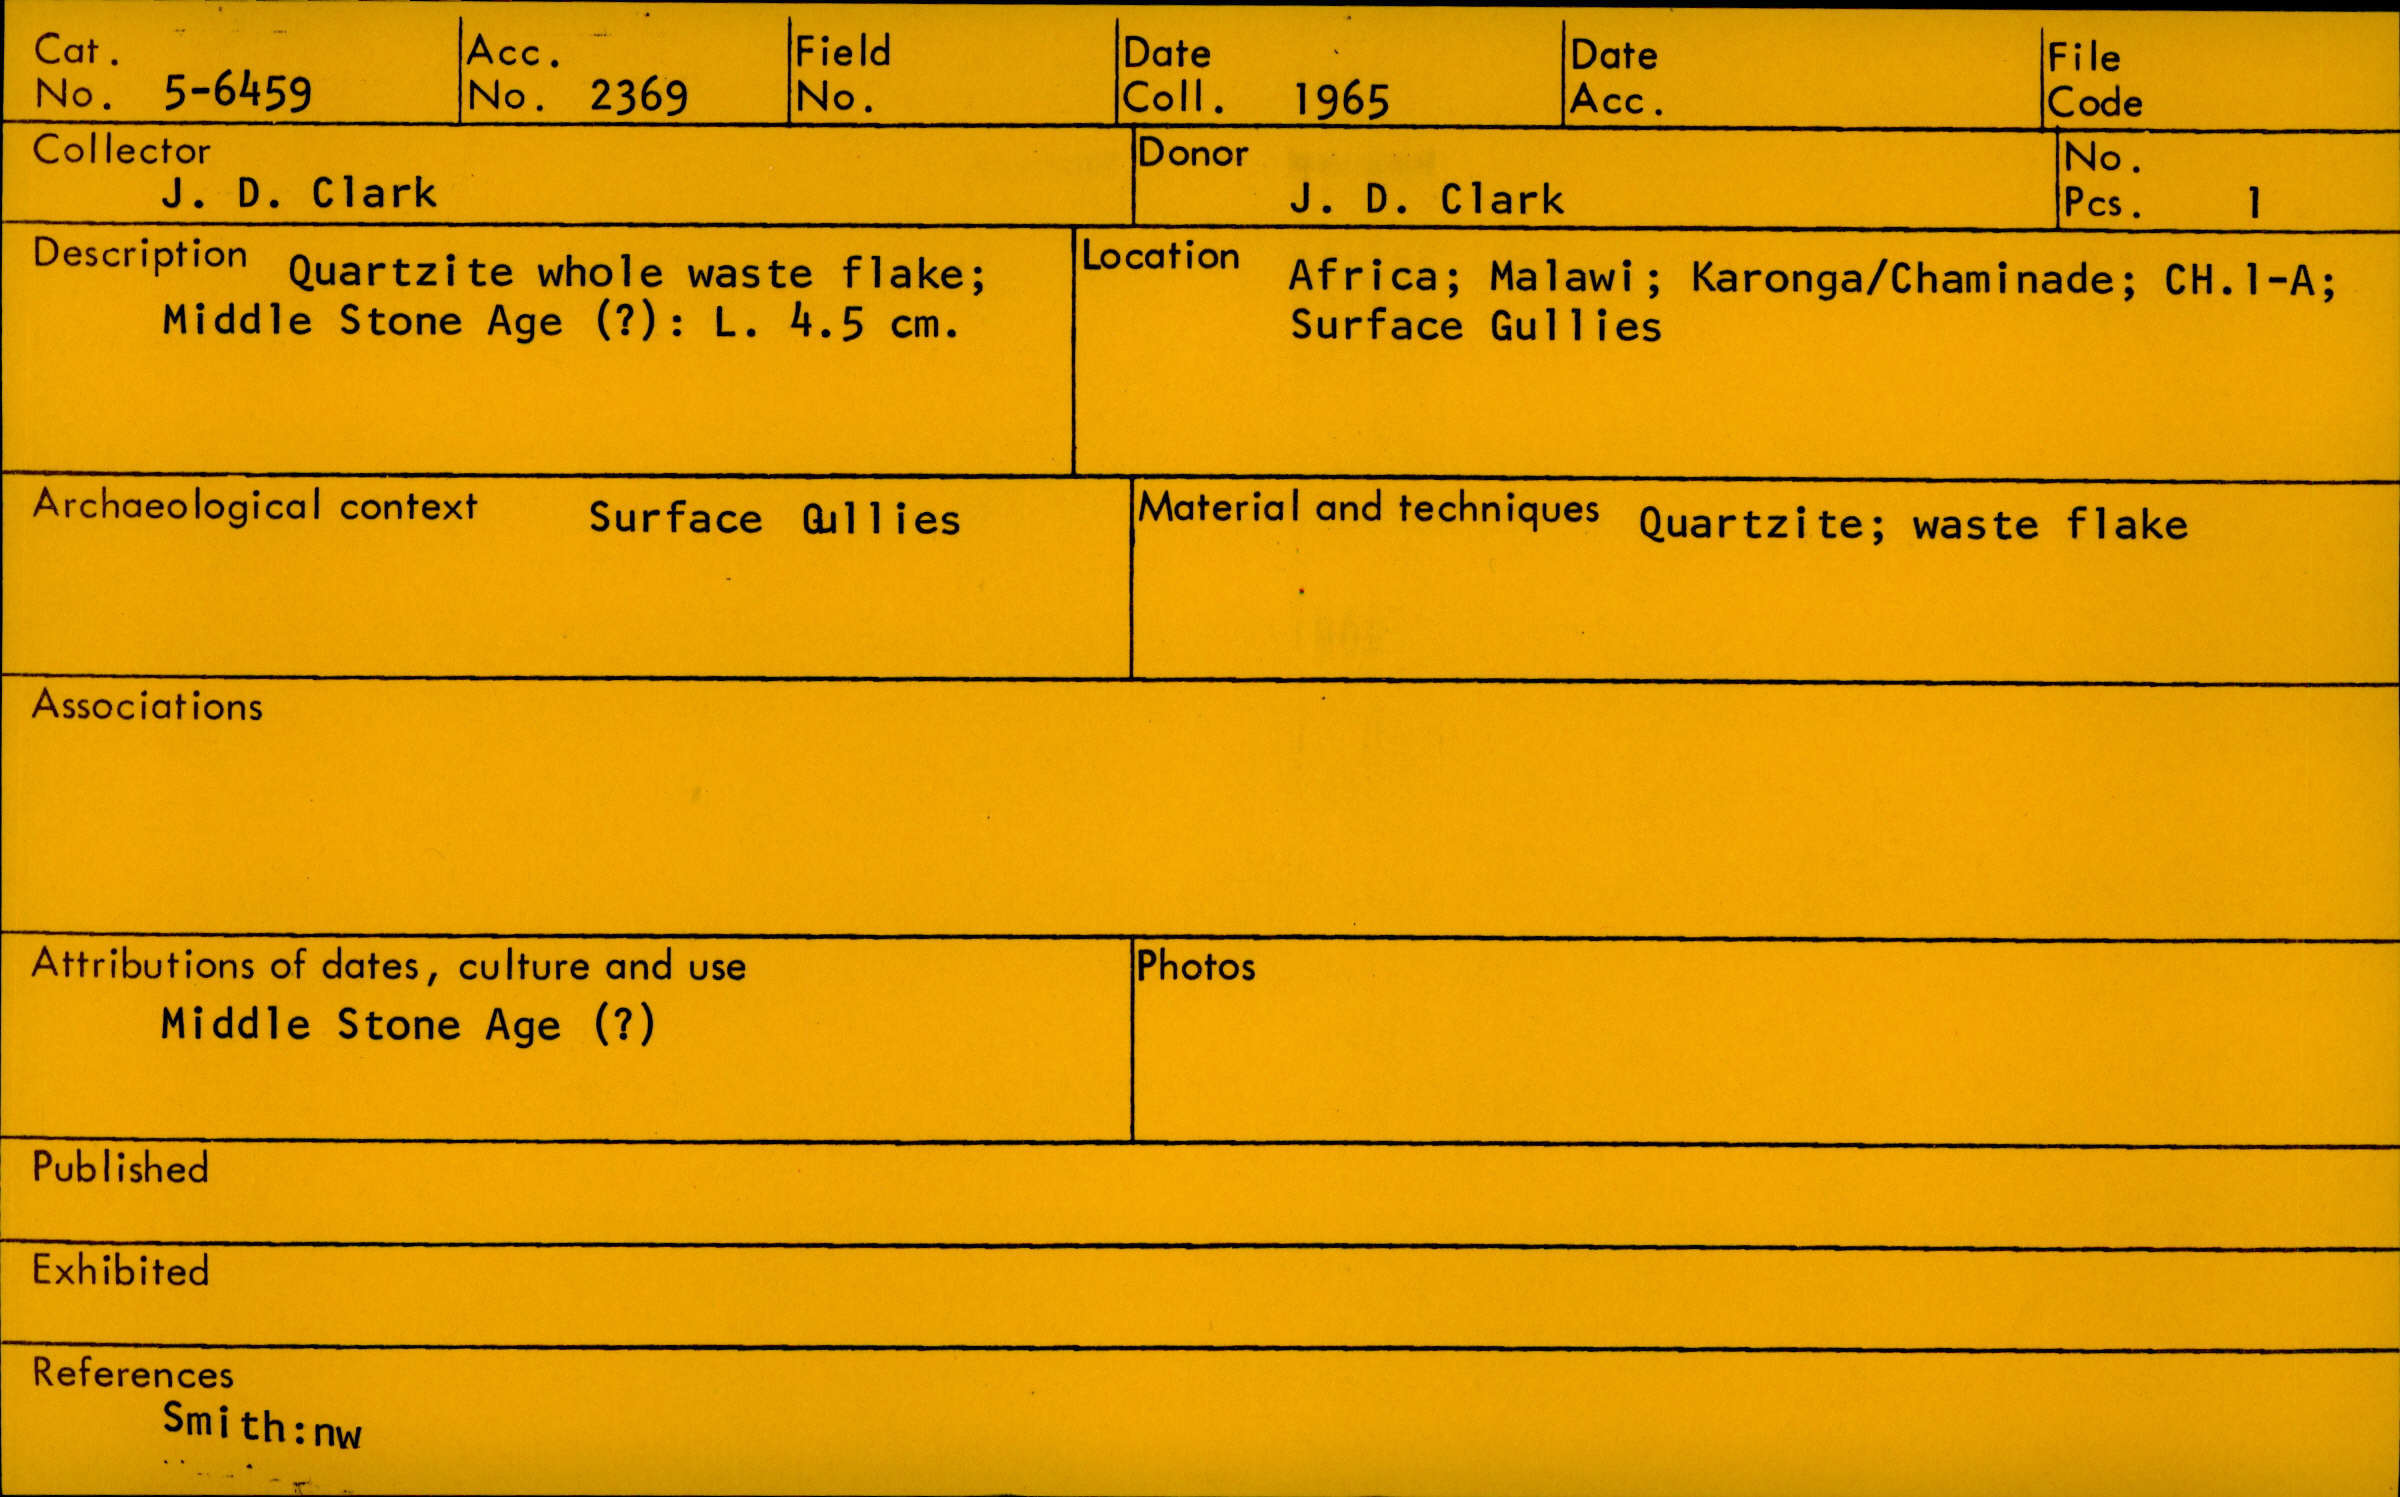 Cat. No. 5-6459
Acc. No. 2369
Field No.
Date Coll. 1965
Date Acc.
File Code
Collector
J. D. Clark
Donor
J. D. Clark
No. Pcs. 1
Description Quartzite whole waste flake;
Middle Stone Age (?): L. 4.5 cm.
Location Africa; Malawi; Karonga/Chaminade; CH.1-A;
Surface Gullies
Archaeological context Surface Gullies
Material and techniques Quartzite; waste flake
Associations
Attributions of dates, culture and use
Middle Stone Age (?)
Photos
Published
Exhibited
References
Smith:nw